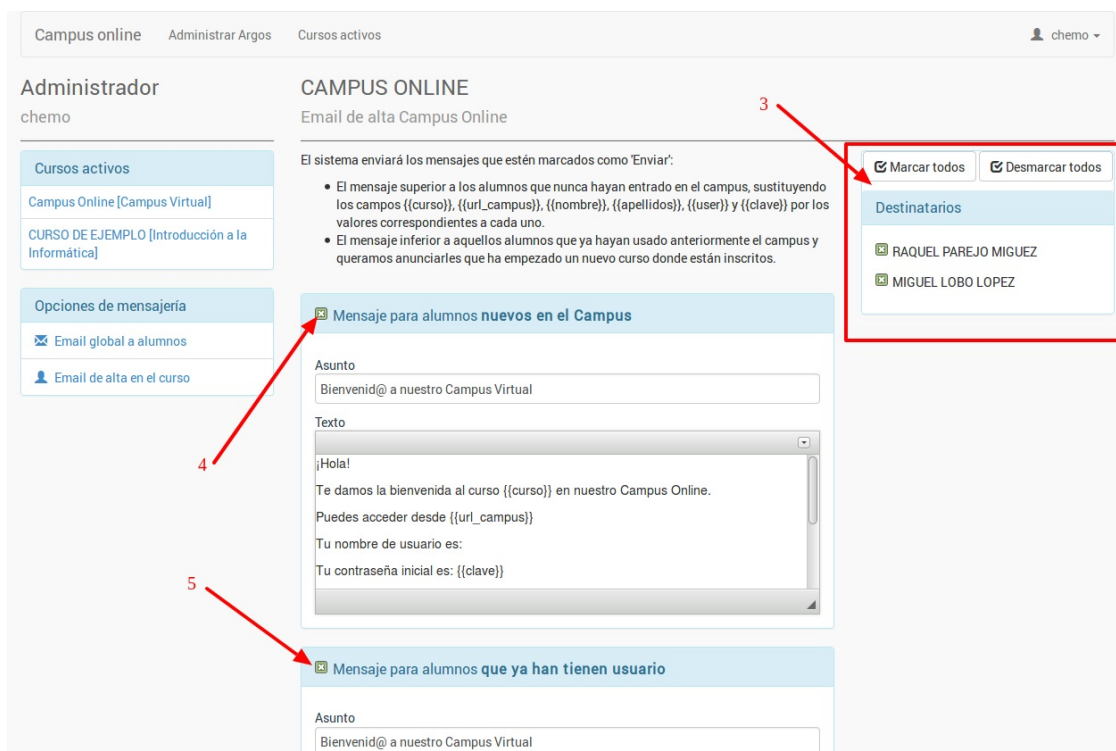 Campus online Administrar Argos Cursos activos chemo
Administrador
chemo
CAMPUS ONLINE
Email de alta Campus Online
3
Cursos activos
Campus Online [Campus Virtual]
CURSO DE EJEMPLO [Introducción a la
Informática]
Opciones de mensajería
Email global a alumnos
Email de alta en el curso
El sistema enviará los mensajes que estén marcados como 'Enviar':
• El mensaje superior a los alumnos que nunca hayan entrado en el campus, sustituyendo
los campos {{curso}}, {{url_campus}}, {{nombre}}, {{apellidos}}, {{user}} y {{clave}} por los
valores correspondientes a cada uno.
• El mensaje inferior a aquellos alumnos que ya hayan usado anteriormente el campus y
queramos anunciarles que ha empezado un nuevo curso donde están inscritos.
Marcar todos Desmarcar todos
Destinatarios
RAQUEL PAREJO MIGUEZ
MIGUEL LOBO LOPEZ
Mensaje para alumnos nuevos en el Campus
Asunto
Bienvenid@ a nuestro Campus Virtual
Texto
4
¡Hola!
Te damos la bienvenida al curso {{curso}} en nuestro Campus Online.
Puedes acceder desde {{url_campus}}
Tu nombre de usuario es:
Tu contraseña inicial es: {{clave}}
5
Mensaje para alumnos que ya han tienen usuario
Asunto
Bienvenid@ a nuestro Campus Virtual